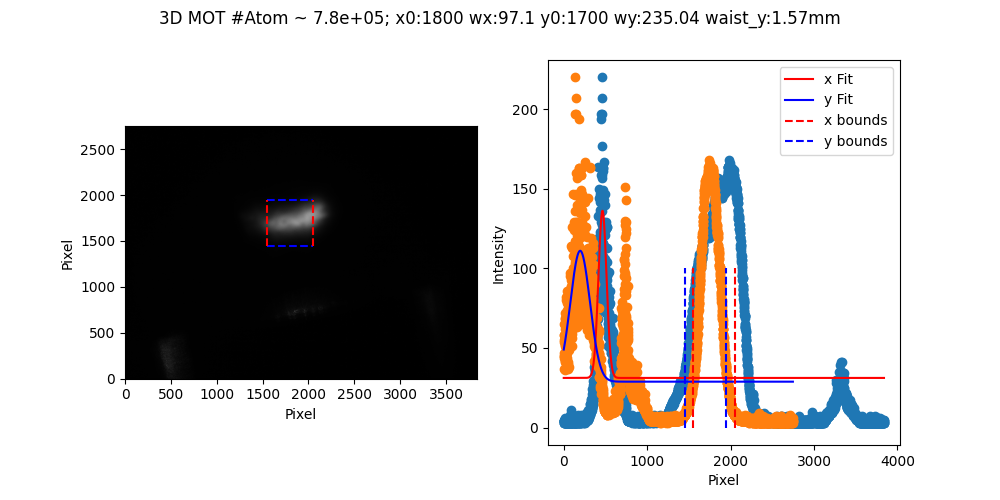 3D MOT #Atom ~ 7.8e+05; x0:1800 wx:97.1 y0:1700 wy:235.04 waist_y:1.57mm
2500
2000
1500
1000
500
0
Pixel
0 500 1000 1500 2000 2500 3000 3500
Pixel
200
150
100
50
0
Intensity
0 1000 2000 3000 4000
Pixel
x Fit
y Fit
x bounds
y bounds